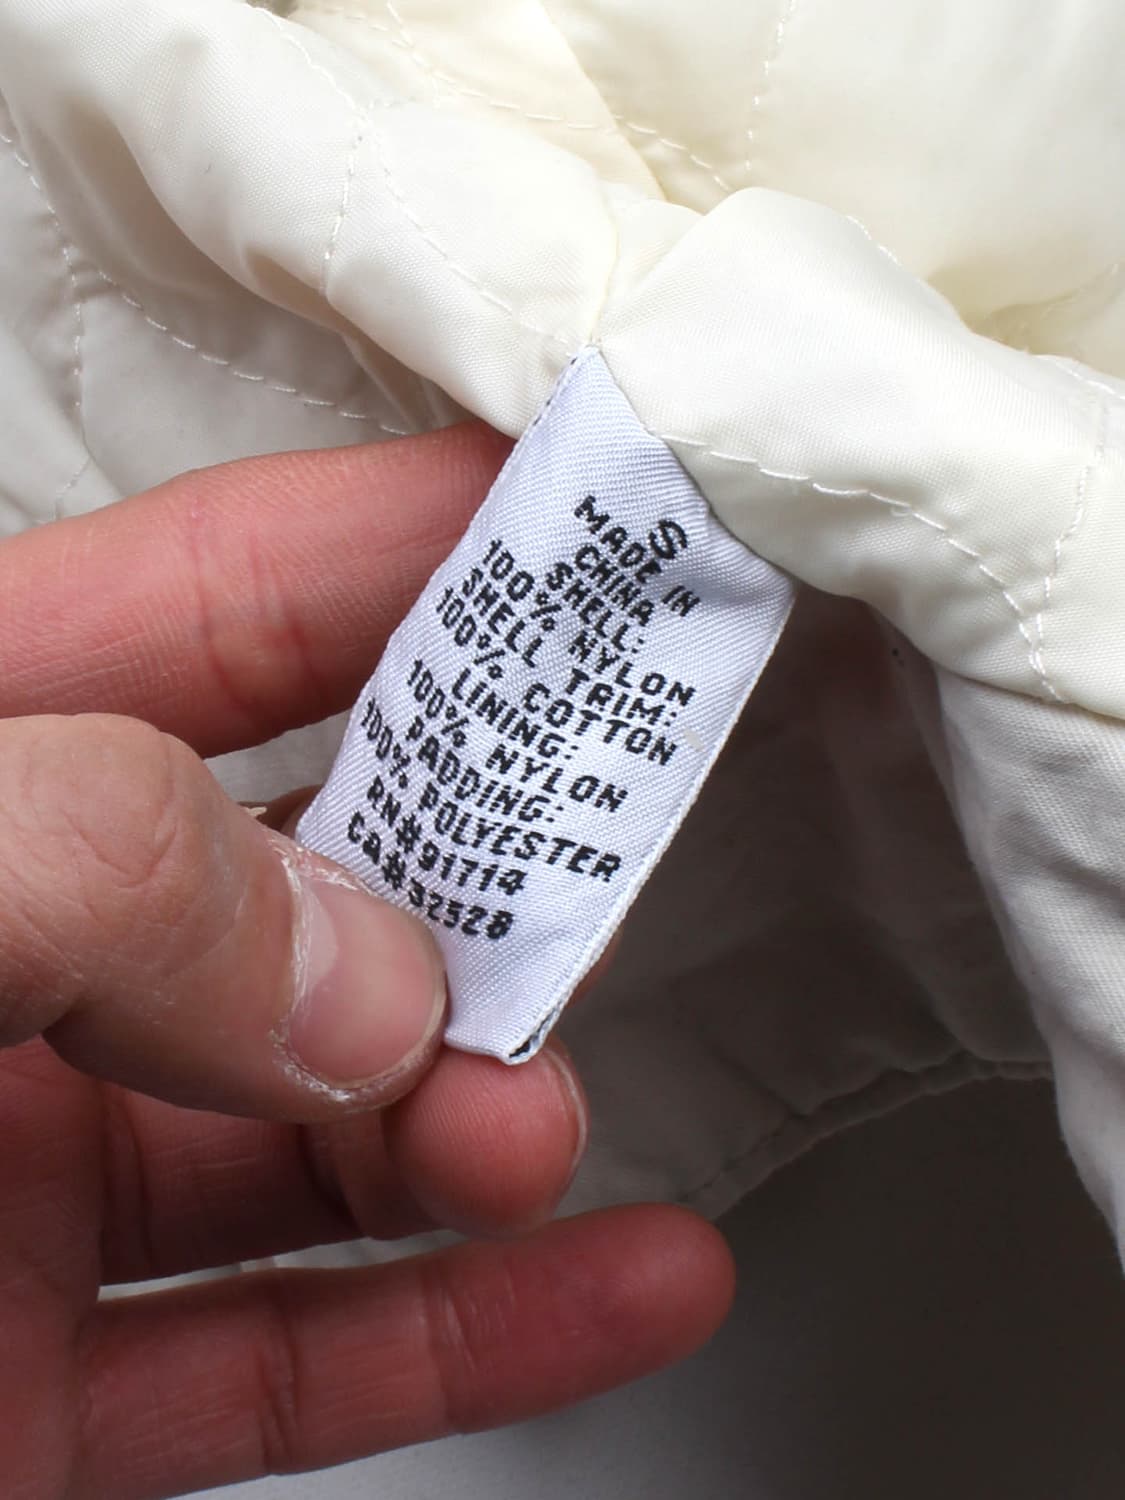 S
MADE IN
CHINA
SHELL:
100% NYLON
SHELL TRIM:
100% COTTON
LINING:
100% NYLON
PADDING:
100% POLYESTER
RN#91714
CA#32528